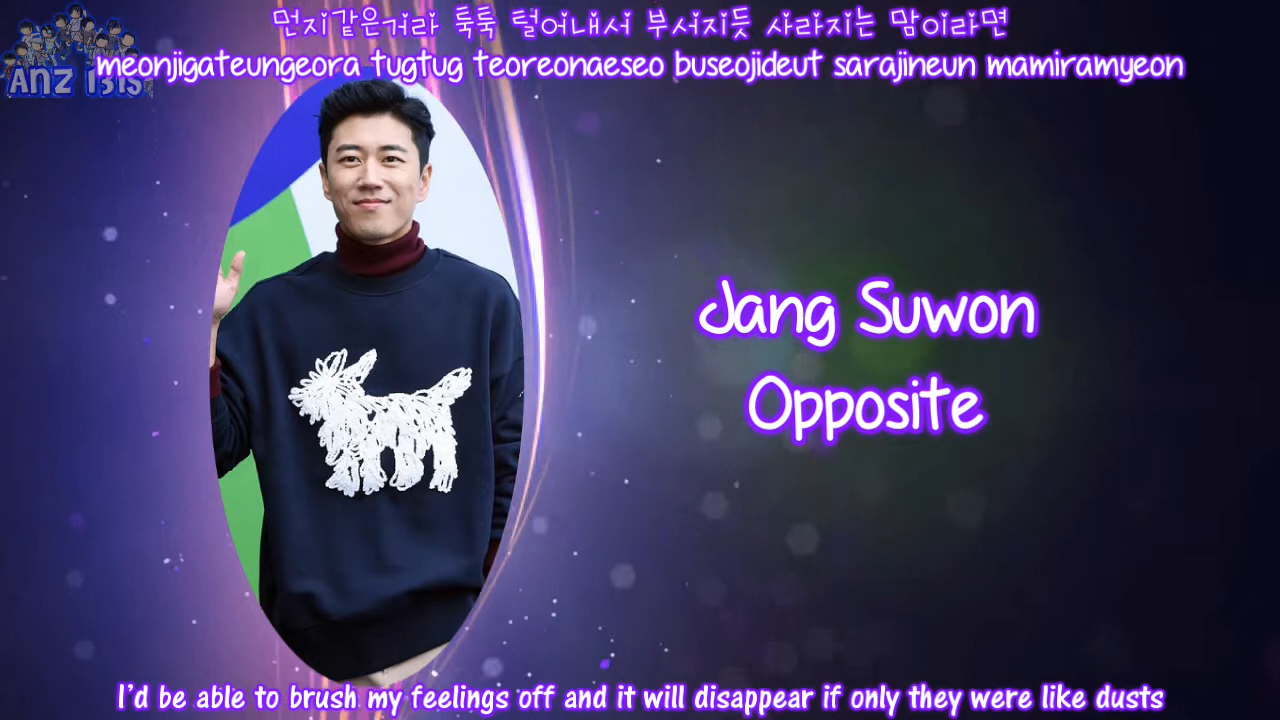 먼지같은거라 툭툭 털어내서 부서지듯 사라지는 맘이라면
meonjigateungeora tugtug teoreonaeseo buseojideut sarajineun mamiramyeon
ANZ 1515
Jang Suwon
Opposite
I'd be able to brush my feelings off and it will disappear if only they were like dusts